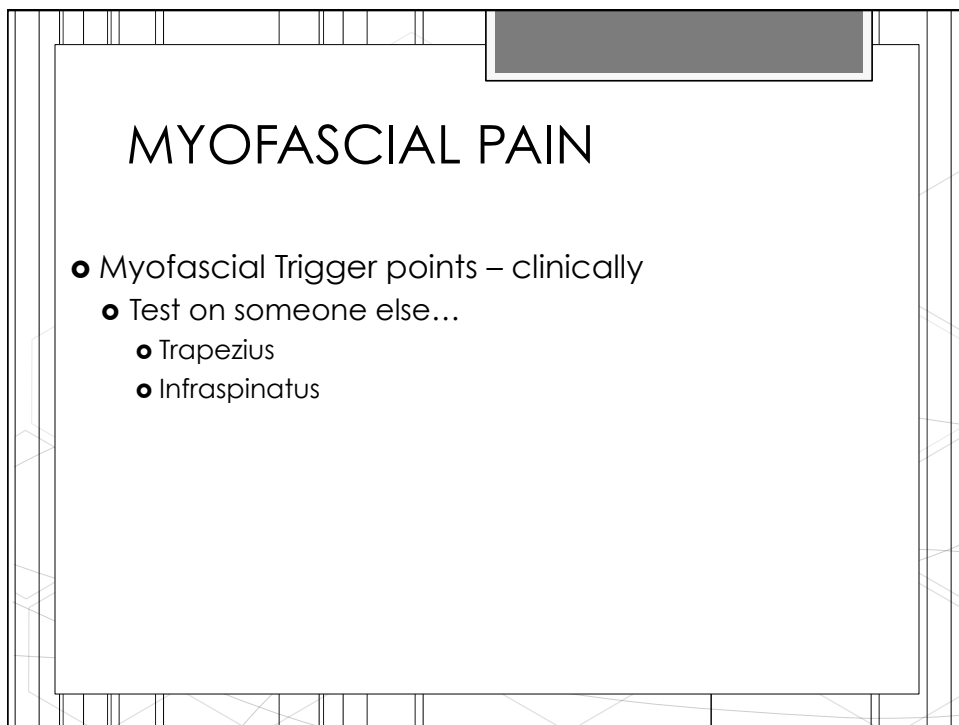 MYOFASCIAL PAIN
Myofascial Trigger points – clinically
Test on someone else…
Trapezius
Infraspinatus